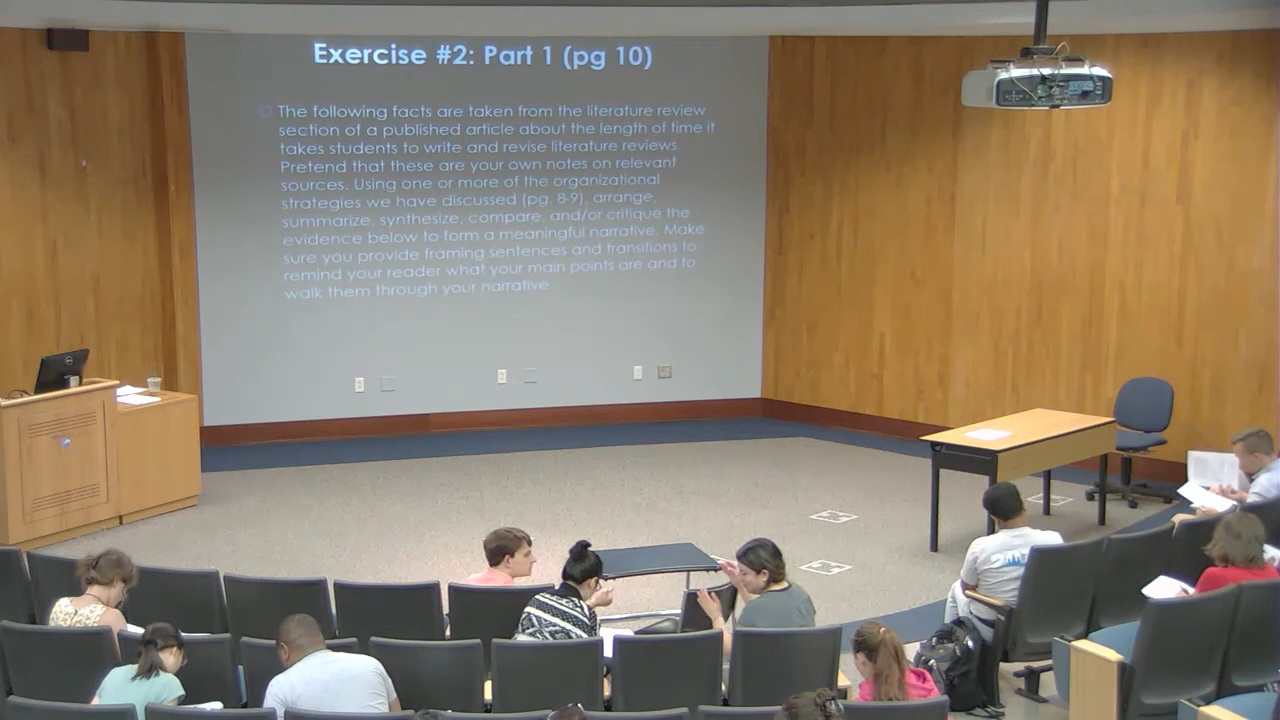 Exercise #2: Part 1 (pg 10)
The following facts are taken from the literature review
section of a published article about the length of time it
takes students to write and revise literature reviews.
Pretend that these are your own notes on relevant
sources. Using one or more of the organizational
strategies we have discussed (pg. 8-9), arrange,
summarize, synthesize, compare, and/or critique the
evidence below to form a meaningful narrative. Make
sure you provide framing sentences and transitions to
remind your reader what your main points are and to
walk them through your narrative.